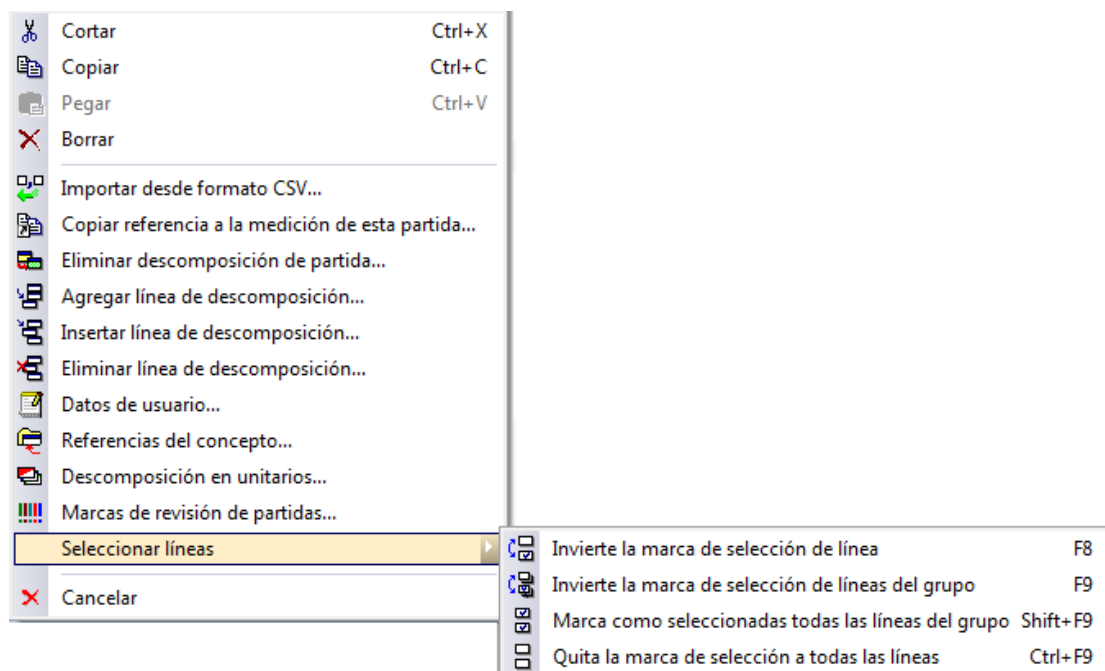 Cortar Ctrl+X
Copiar Ctrl+C
Pegar Ctrl+V
Borrar
Importar desde formato CSV...
Copiar referencia a la medición de esta partida...
Eliminar descomposición de partida...
Agregar línea de descomposición...
Insertar línea de descomposición...
Eliminar línea de descomposición...
Datos de usuario...
Referencias del concepto...
Descomposición en unitarios...
Marcas de revisión de partidas...
Seleccionar líneas
Cancelar
Invierte la marca de selección de línea F8
Invierte la marca de selección de líneas del grupo F9
Marca como seleccionadas todas las líneas del grupo Shift+F9
Quita la marca de selección a todas las líneas Ctrl+F9